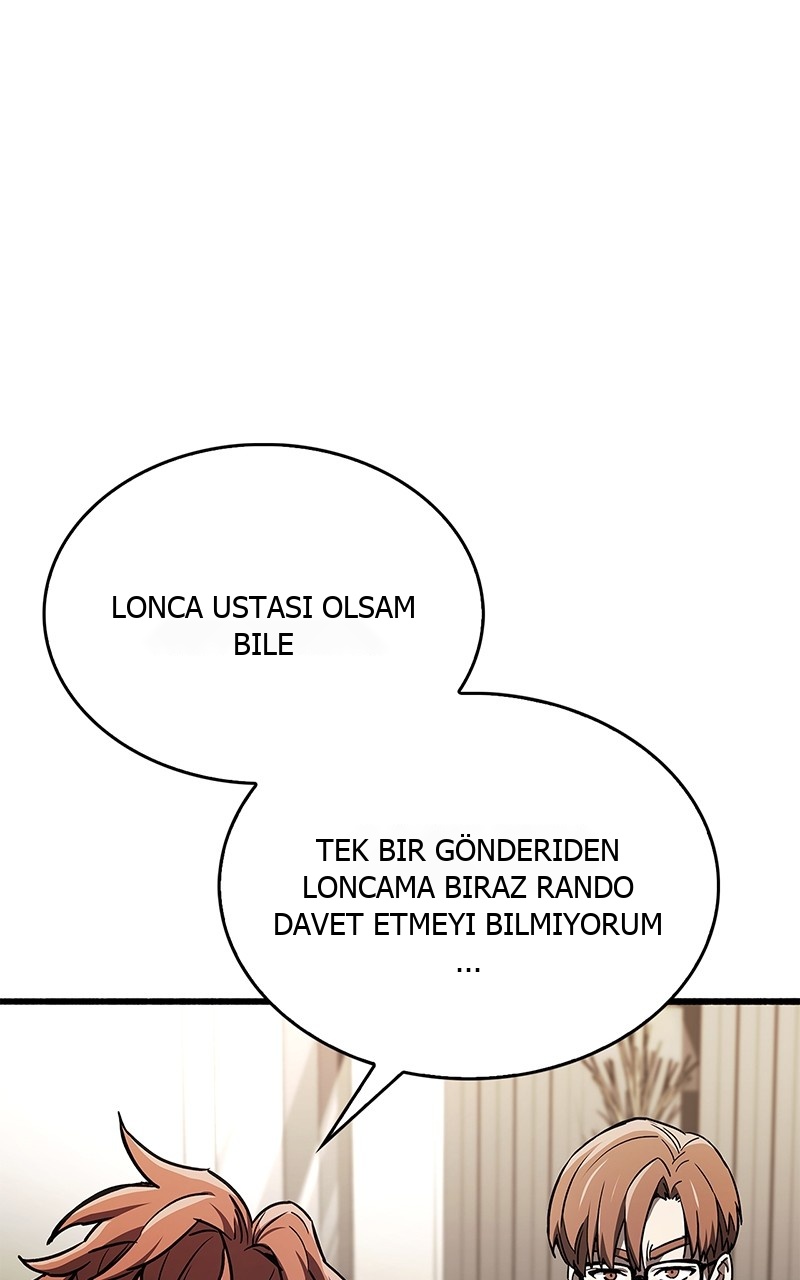 LONCA USTASI OLSAM
BILE
TEK BIR GÖNDERIDEN
LONCAMA BIRAZ RANDO
DAVET ETMEYI BILMIYORUM
...